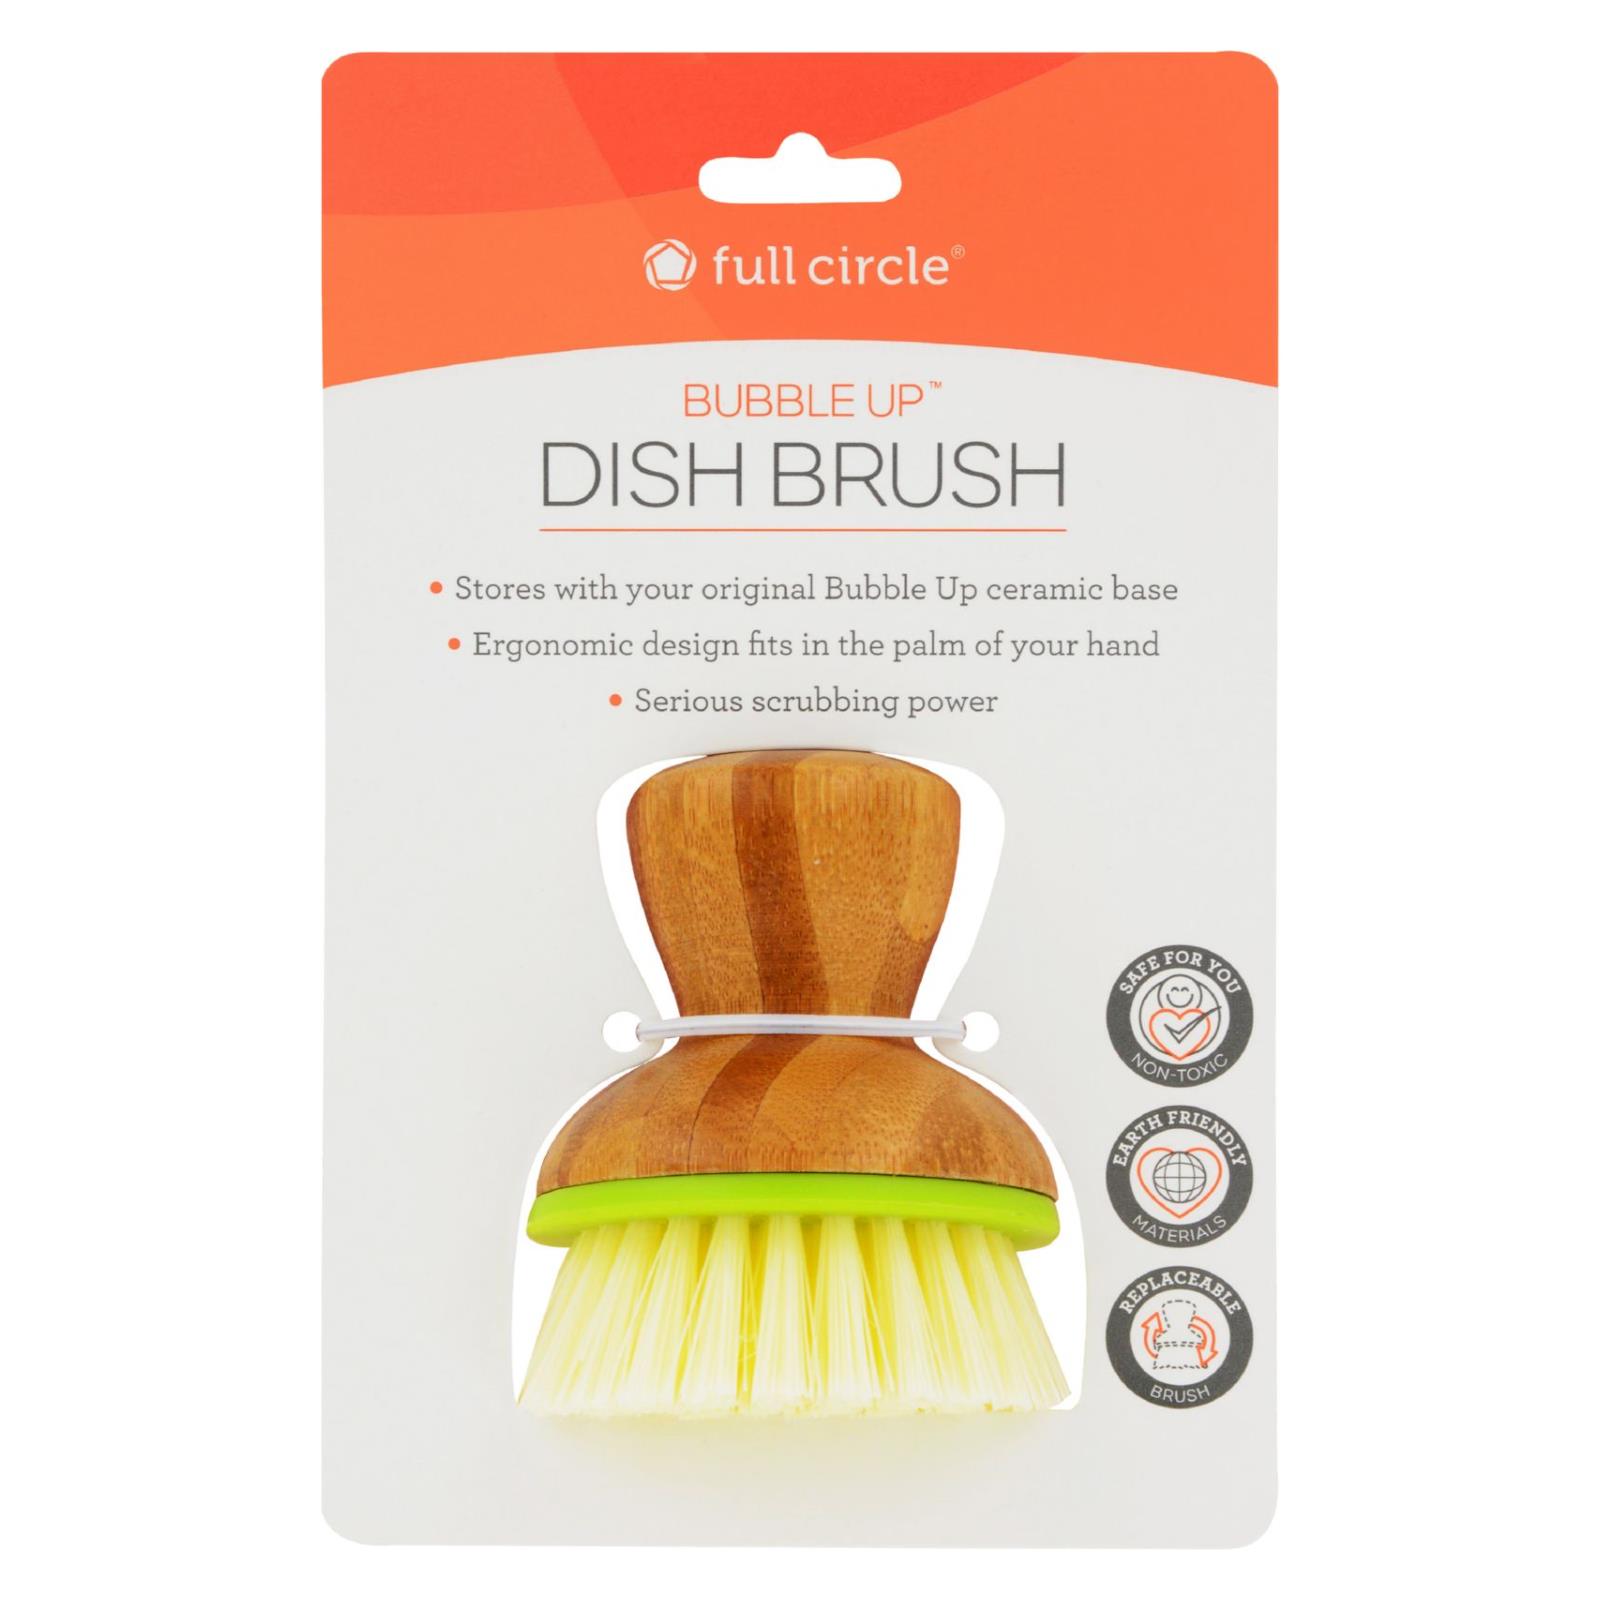 full circle®
BUBBLE UP™
DISH BRUSH
• Stores with your original Bubble Up ceramic base
• Ergonomic design fits in the palm of your hand
• Serious scrubbing power
SAFE FOR YOU
NON-TOXIC
EARTH FRIENDLY
MATERIALS
REPLACEABLE
BRUSH